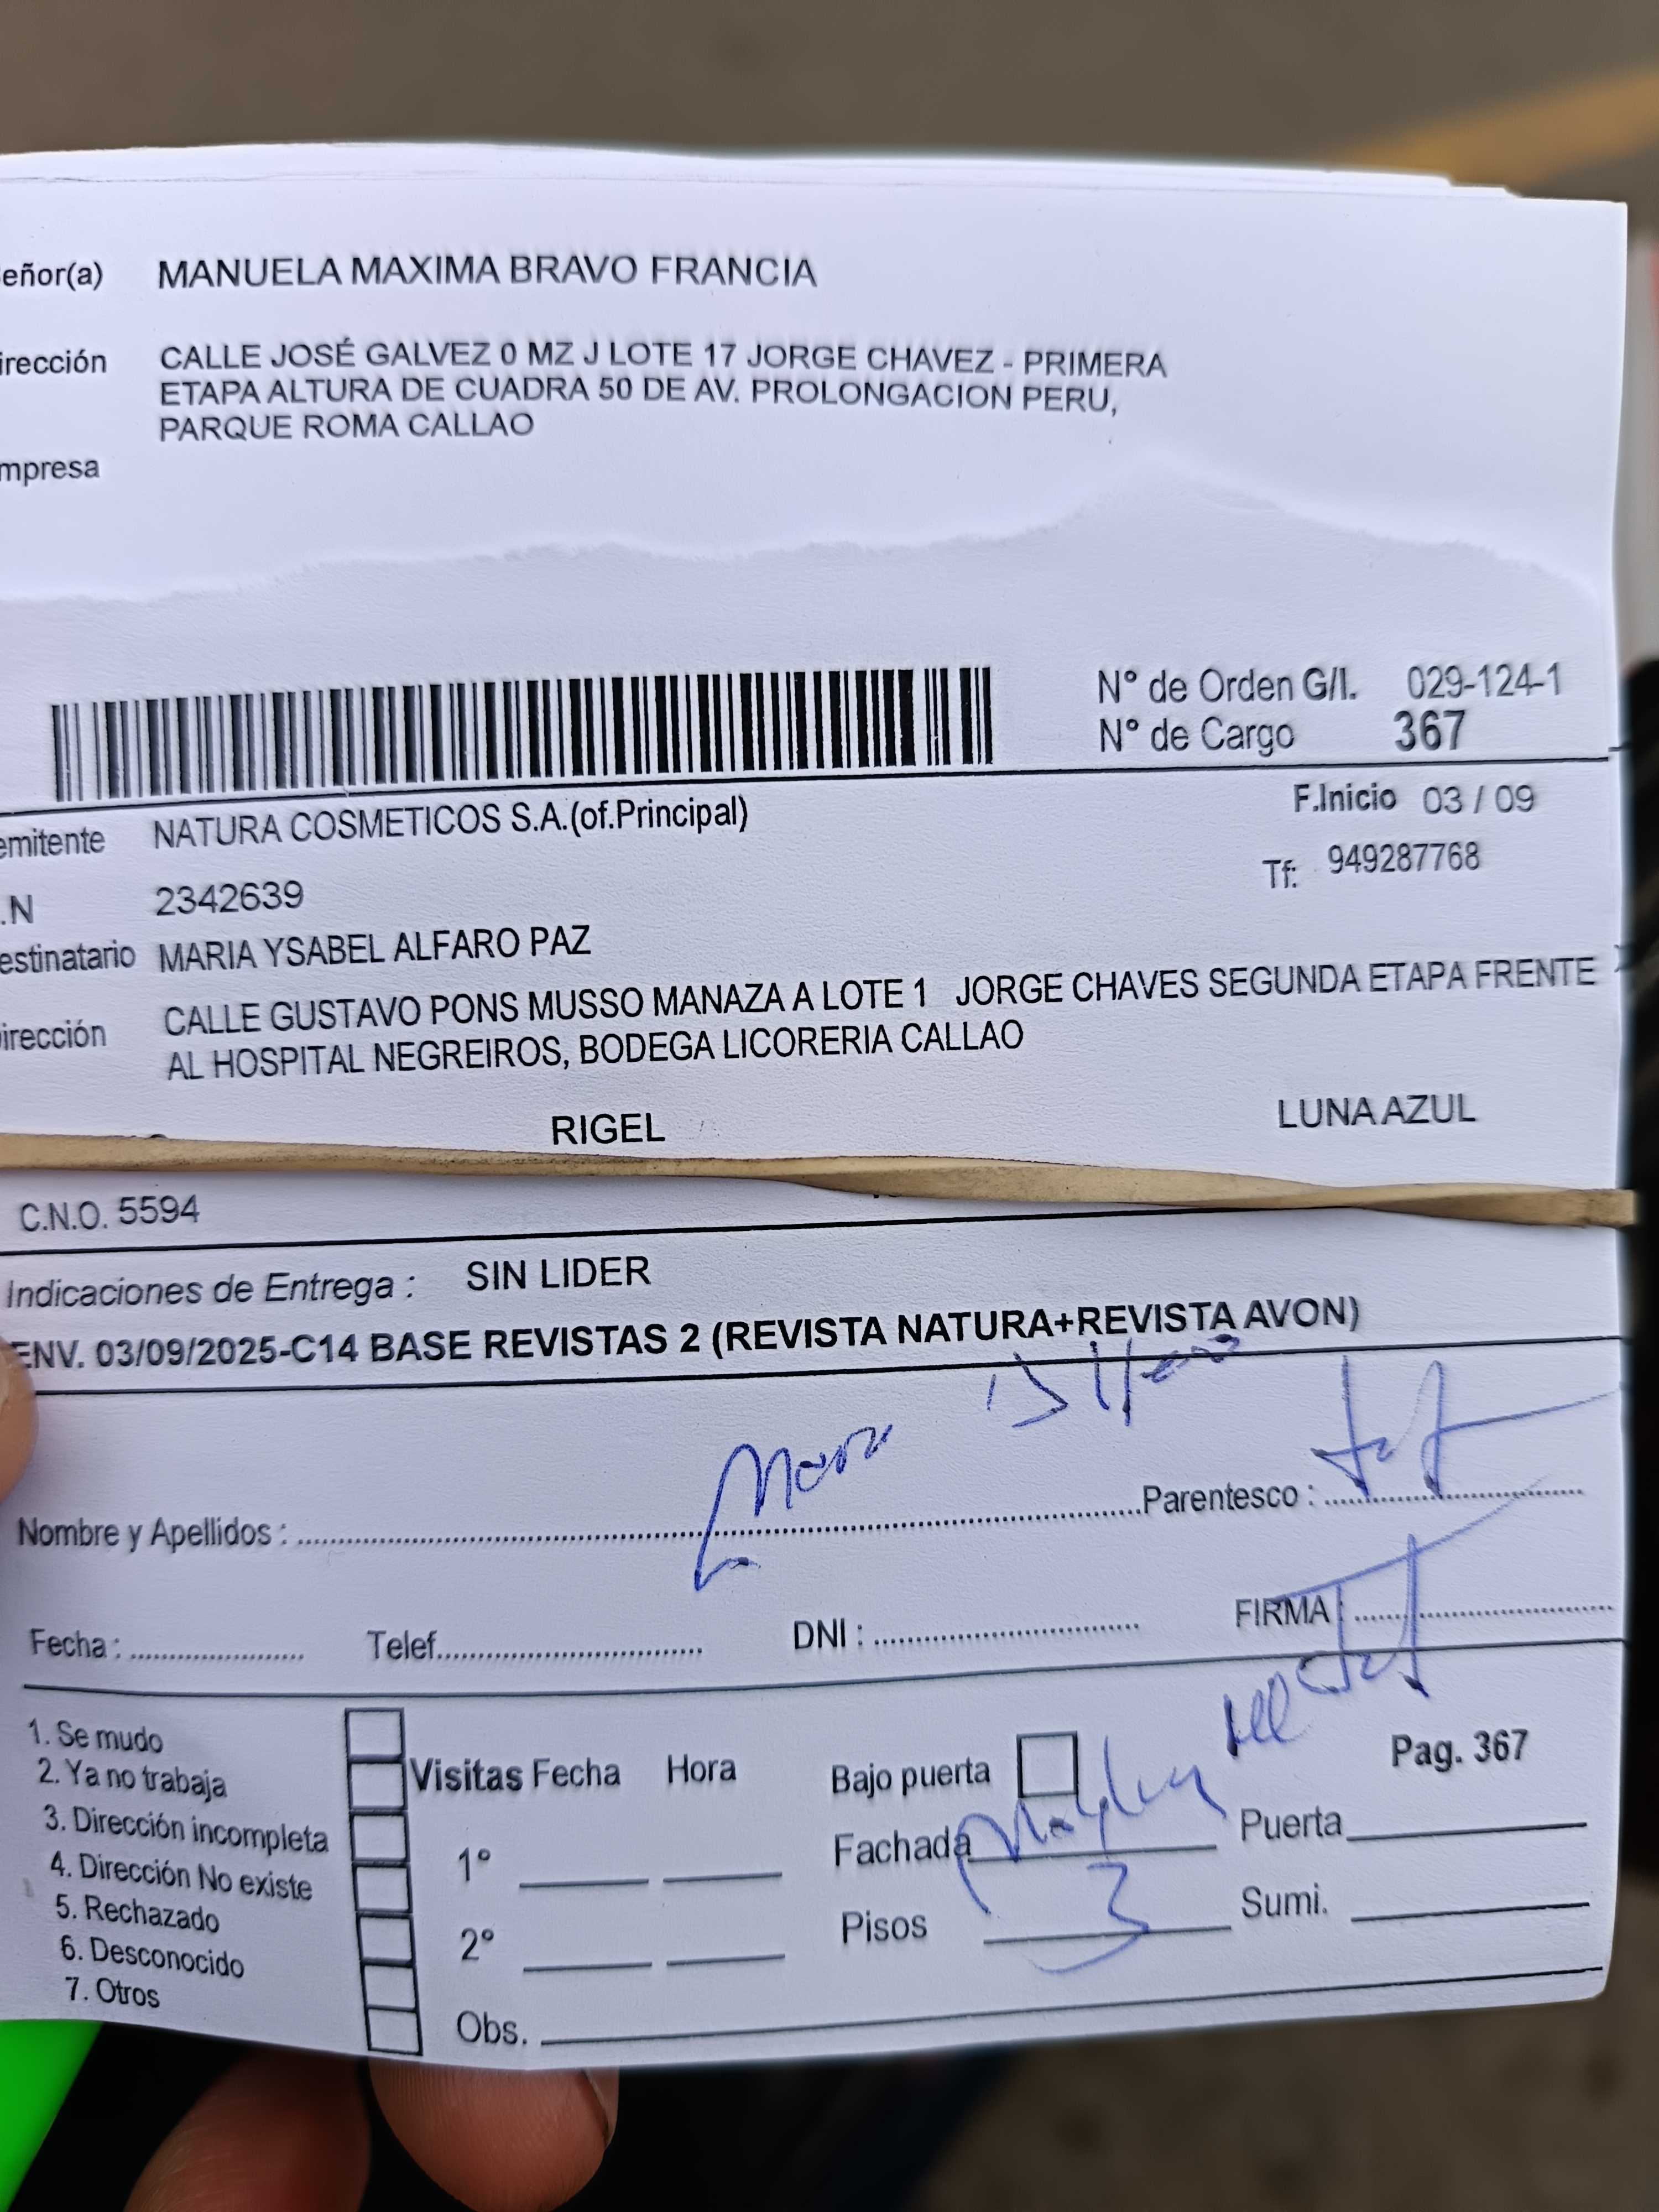 eñor(a) MANUELA MAXIMA BRAVO FRANCIA
irección CALLE JOSÉ GALVEZ 0 MZ J LOTE 17 JORGE CHAVEZ - PRIMERA
ETAPA ALTURA DE CUADRA 50 DE AV. PROLONGACION PERU,
PARQUE ROMA CALLAO
mpresa
N° de Orden G/I. 029-124-1
N° de Cargo 367
emitente NATURA COSMETICOS S.A.(of.Principal) F.Inicio 03 / 09
.N 2342639 Tf: 949287768
estinatario MARIA YSABEL ALFARO PAZ
irección CALLE GUSTAVO PONS MUSSO MANAZA A LOTE 1 JORGE CHAVES SEGUNDA ETAPA FRENTE
AL HOSPITAL NEGREIROS, BODEGA LICORERIA CALLAO
RIGEL LUNA AZUL
C.N.O. 5594
Indicaciones de Entrega : SIN LIDER
ENV. 03/09/2025-C14 BASE REVISTAS 2 (REVISTA NATURA+REVISTA AVON)
Nombre y Apellidos : Parentesco :
Fecha : Telef. DNI : FIRMA :
1. Se mudo
2. Ya no trabaja
3. Dirección incompleta
4. Dirección No existe
5. Rechazado
6. Desconocido
7. Otros
Visitas Fecha Hora
1°
2°
Obs.
Bajo puerta Pag. 367
Fachada Puerta
Pisos 3 Sumi.